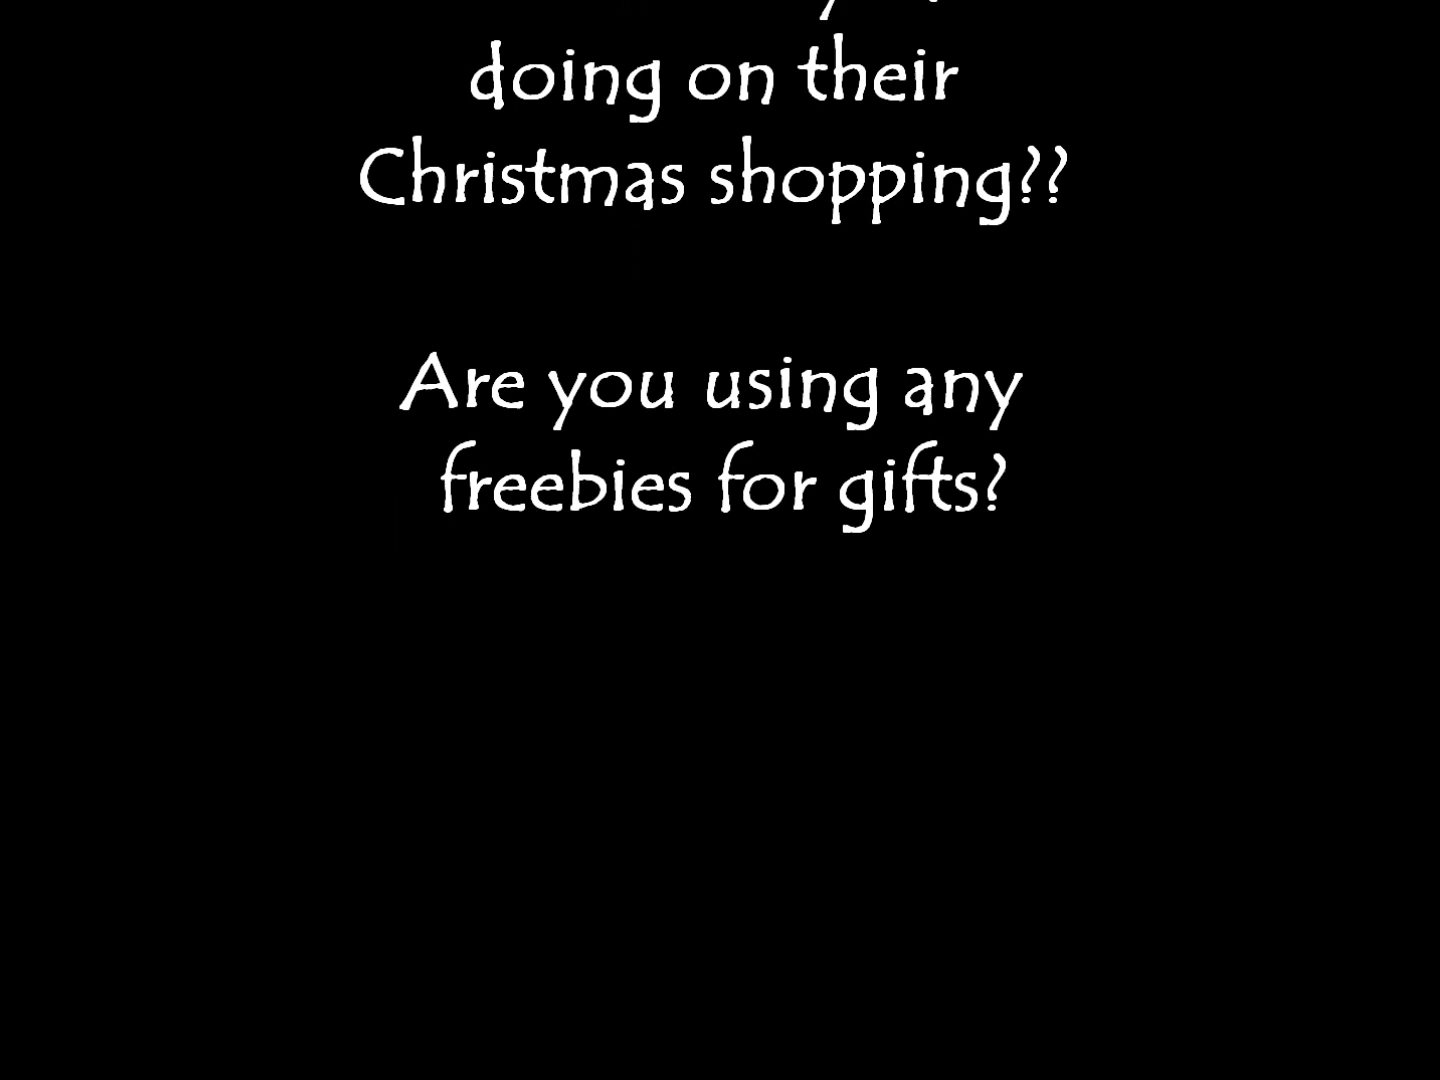 doing on their
Christmas shopping??
Are you using any
freebies for gifts?